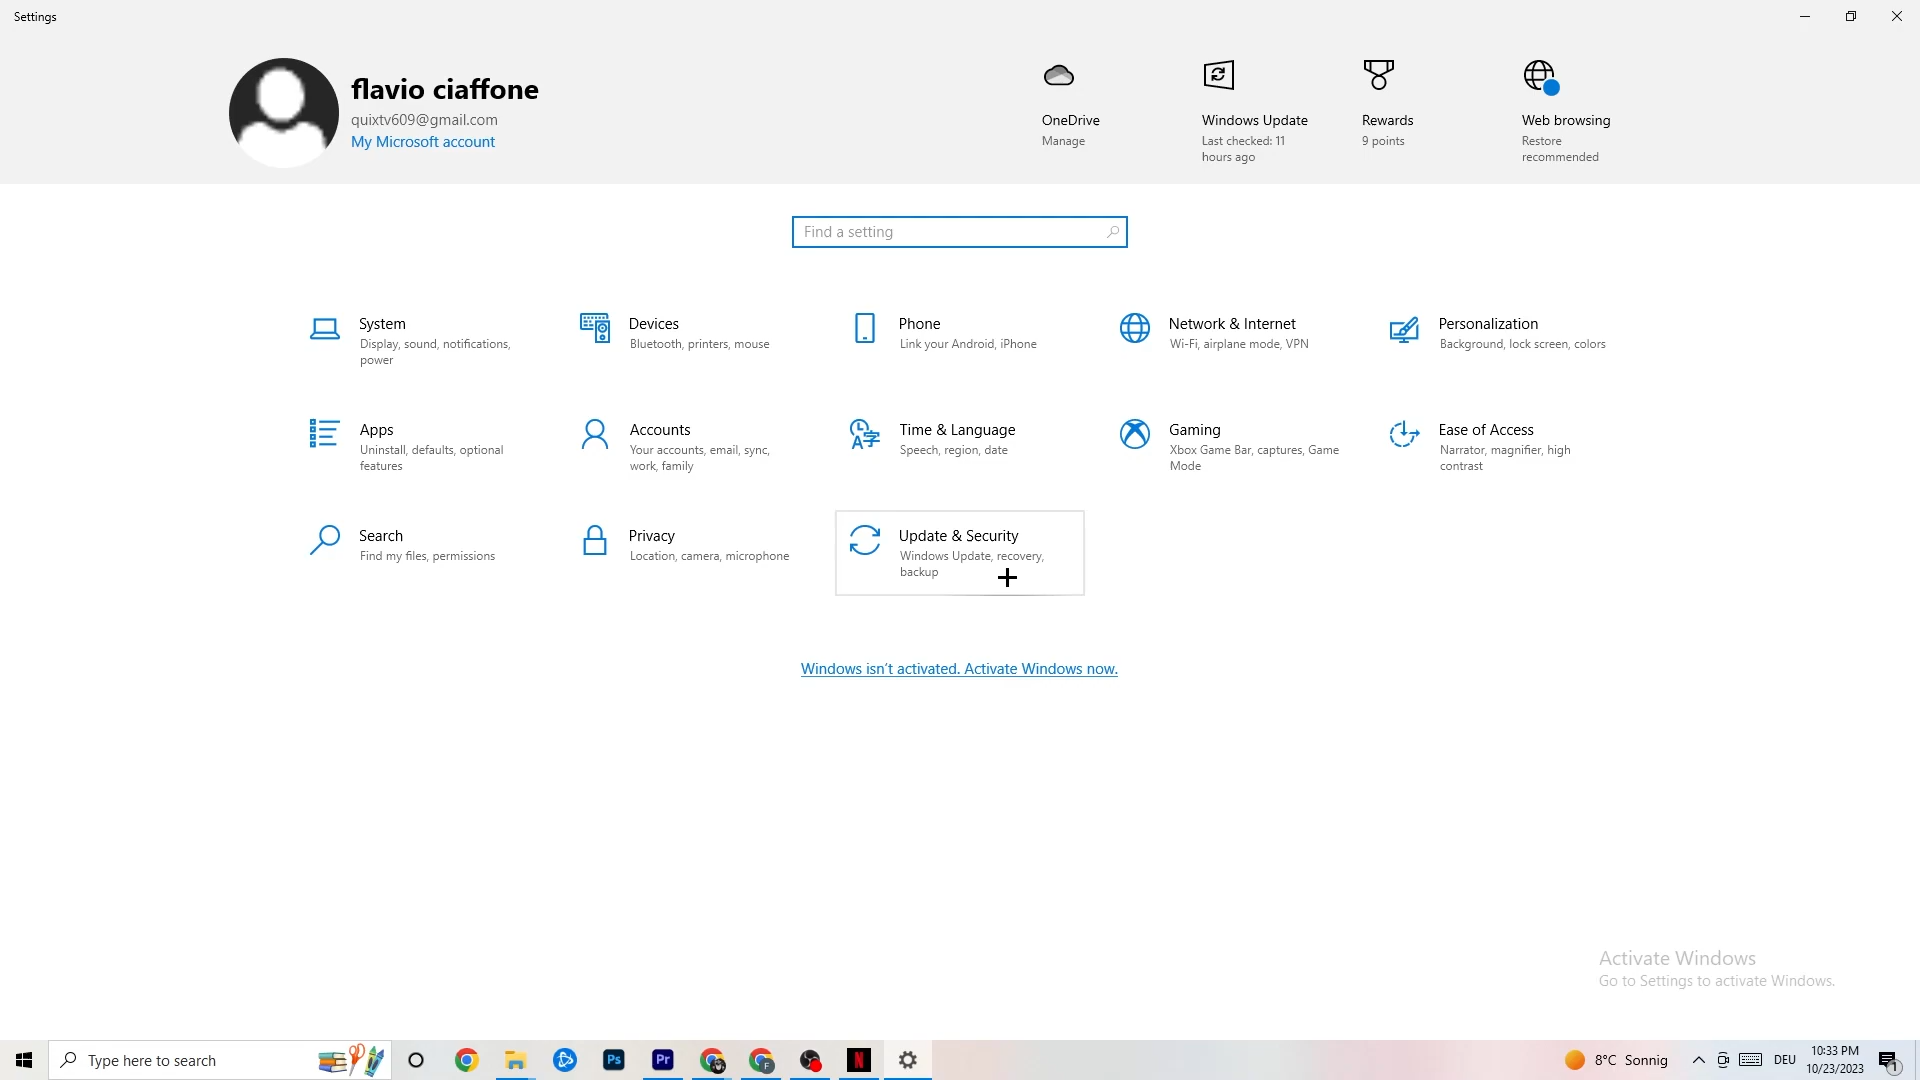 Settings
flavio ciaffone
quixtv609@gmail.com
My Microsoft account
OneDrive
Manage
Windows Update
Last checked: 11
hours ago
Rewards
9 points
Web browsing
Restore
recommended
Find a setting
System
Display, sound, notifications,
power
Devices
Bluetooth, printers, mouse
Phone
Link your Android, iPhone
Network & Internet
Wi-Fi, airplane mode, VPN
Personalization
Background, lock screen, colors
Apps
Uninstall, defaults, optional
features
Accounts
Your accounts, email, sync,
work, family
Time & Language
Speech, region, date
Gaming
Xbox Game Bar, captures, Game
Mode
Ease of Access
Narrator, magnifier, high
contrast
Search
Find my files, permissions
Privacy
Location, camera, microphone
Update & Security
Windows Update, recovery,
backup
Windows isn't activated. Activate Windows now.
Activate Windows
Go to Settings to activate Windows.
Type here to search
Ps
Pr
F
N
8°C Sonnig
DEU
10:33 PM
10/23/2023
1